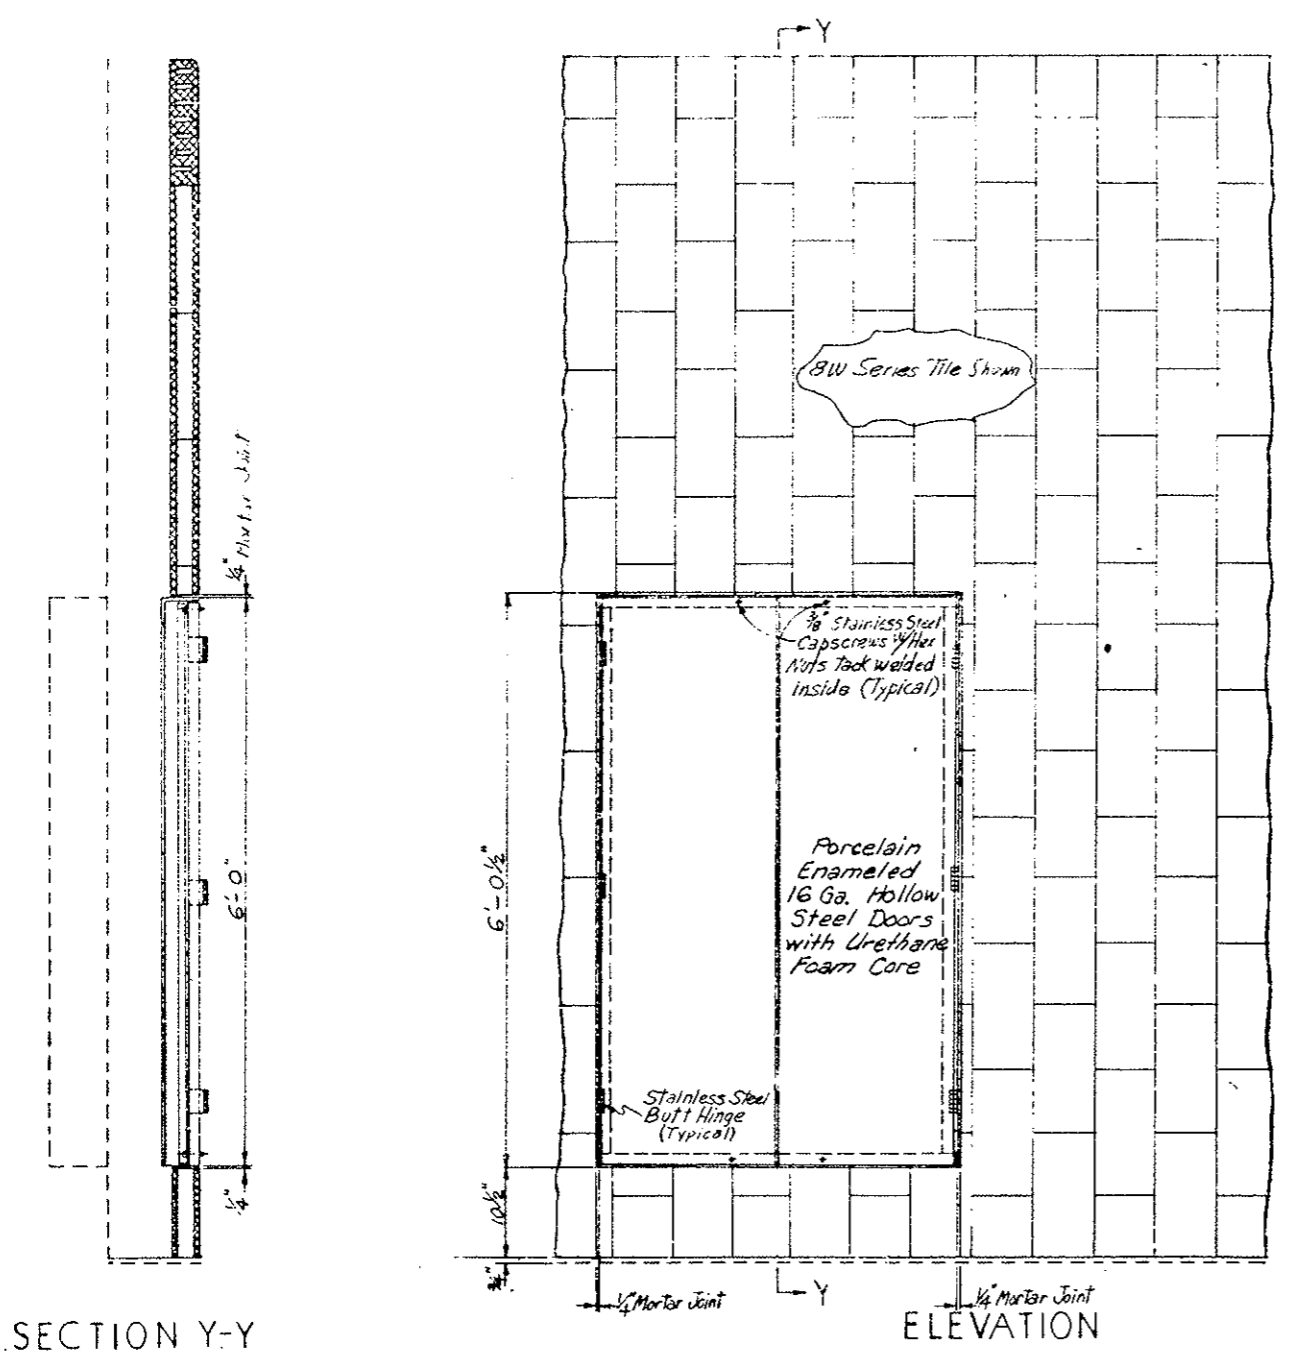 Y
8W Series Tile Shown
1/4" Mortar Joint
3/8" Stainless Steel
Capscrews W/Hex
Nuts Tack welded
inside (Typical)
6'-0"
6'-0½"
Porcelain
Enameled
16 Ga. Hollow
Steel Doors
with Urethane
Foam Core
Stainless Steel
Butt Hinge
(Typical)
1/4"
10½"
3/4"
1/4" Mortar Joint
Y
1/4" Mortar Joint
SECTION Y-Y
ELEVATION